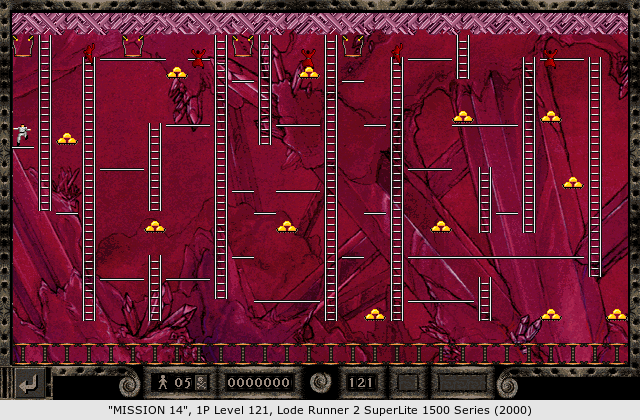 05 0000000 121
"MISSION 14", 1P Level 121, Lode Runner 2 SuperLite 1500 Series (2000)